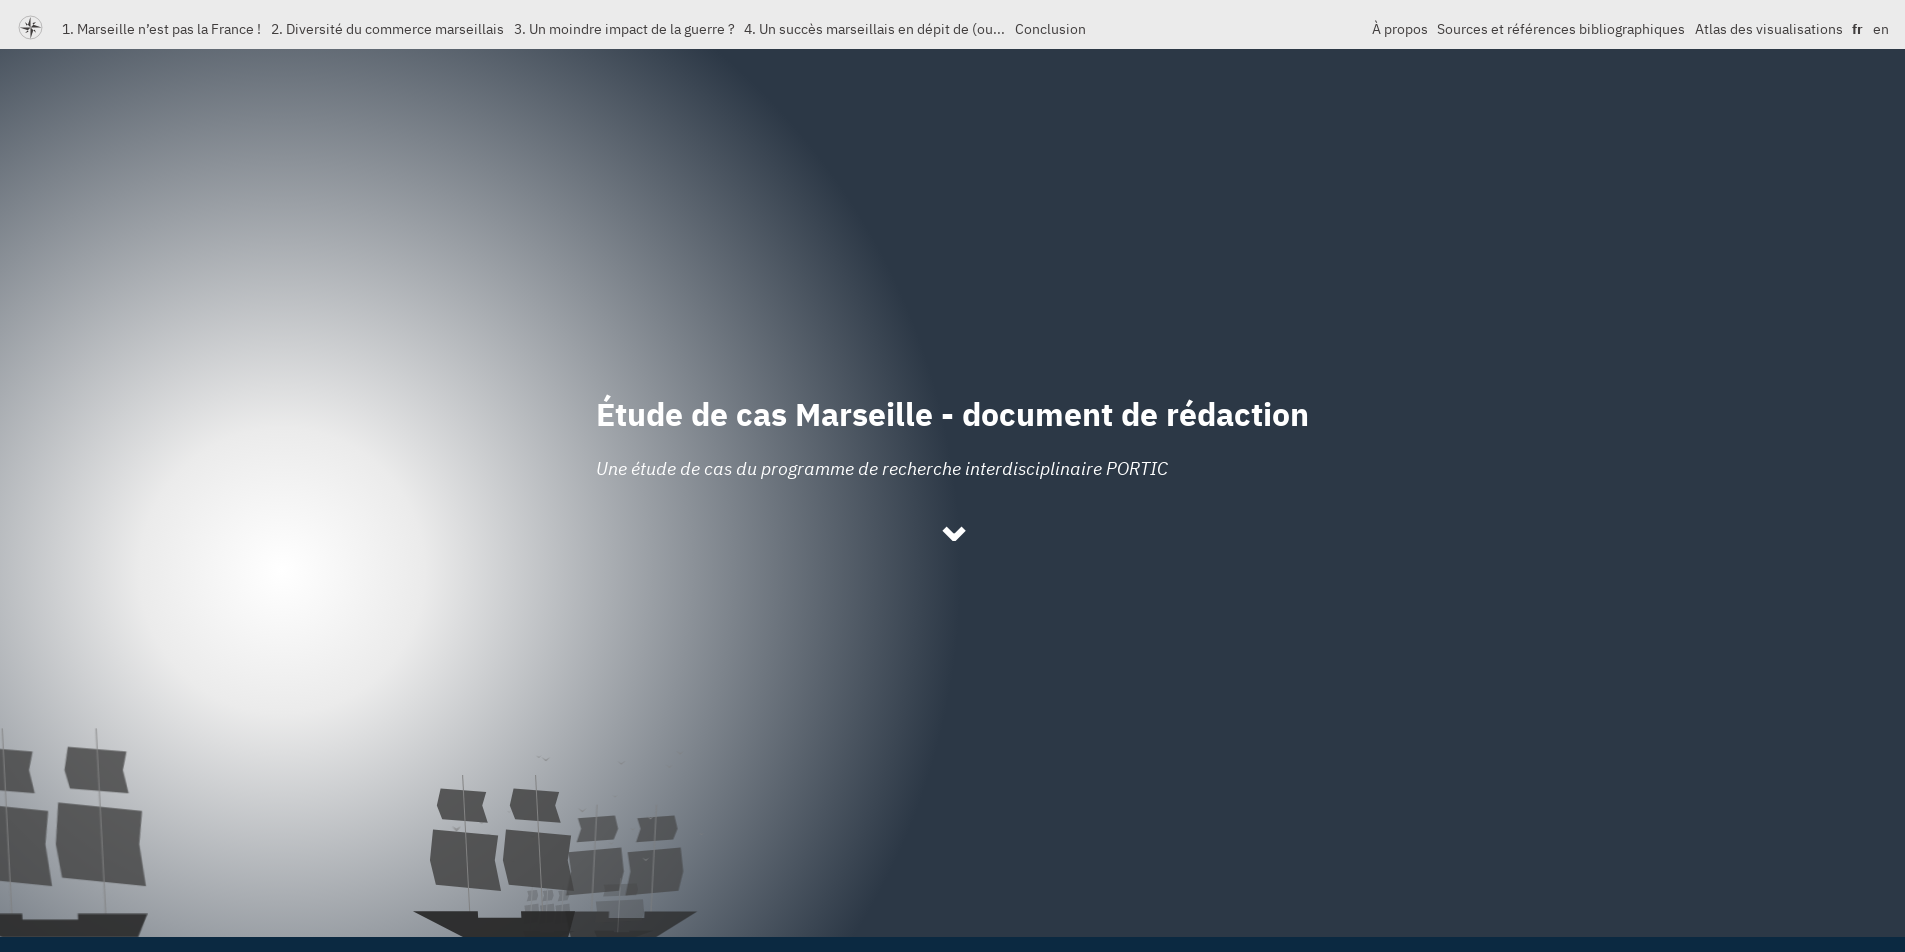 1. Marseille n’est pas la France ! 2. Diversité du commerce marseillais 3. Un moindre impact de la guerre ? 4. Un succès marseillais en dépit de (ou... Conclusion À propos Sources et références bibliographiques Atlas des visualisations fr en
Étude de cas Marseille - document de rédaction
Une étude de cas du programme de recherche interdisciplinaire PORTIC